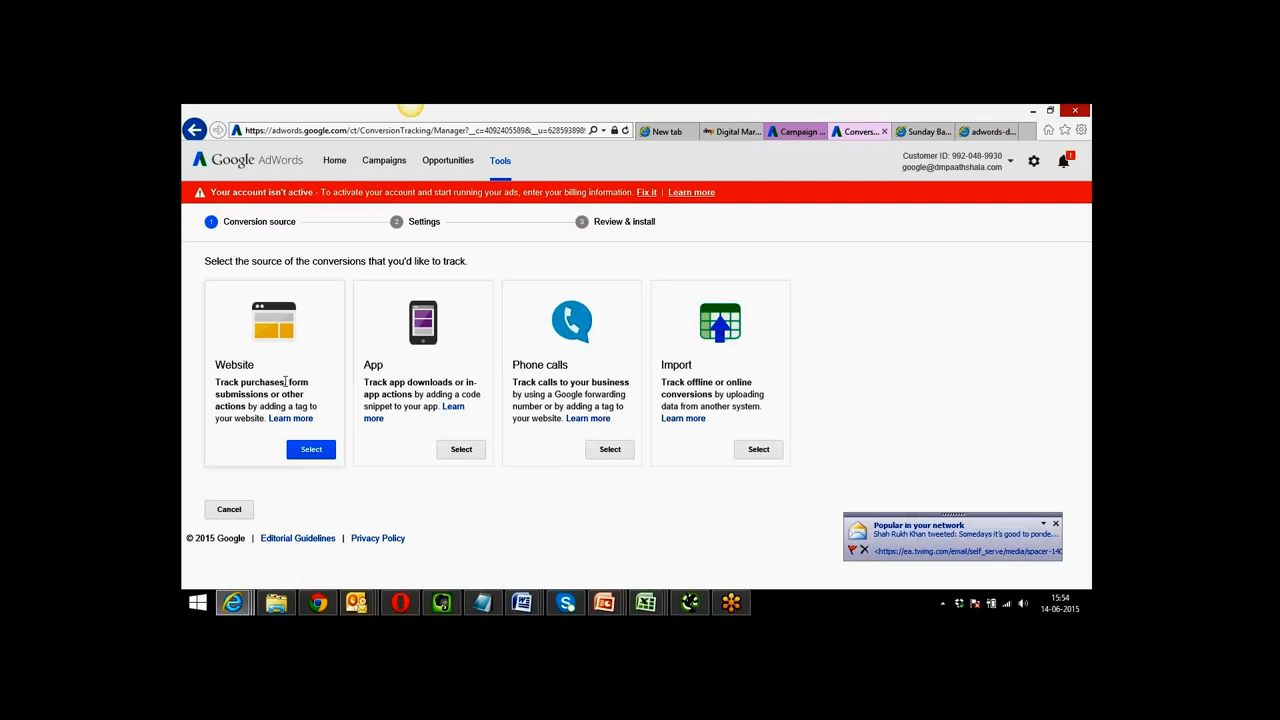 https://adwords.google.com/ct/ConversionTracking/Manager?__c=4092405589&__u=628593898
New tab
Digital Mar...
Campaign ...
Convers...
Sunday Ba...
adwords-d...
Google AdWords
Home
Campaigns
Opportunities
Tools
Customer ID: 992-048-9930
google@dmpaathshala.com
Your account isn't active - To activate your account and start running your ads, enter your billing information. Fix it | Learn more
1 Conversion source
2 Settings
3 Review & install
Select the source of the conversions that you'd like to track.
Website
Track purchases, form
submissions or other
actions by adding a tag to
your website. Learn more
Select
App
Track app downloads or in-
app actions by adding a code
snippet to your app. Learn
more
Select
Phone calls
Track calls to your business
by using a Google forwarding
number or by adding a tag to
your website. Learn more
Select
Import
Track offline or online
conversions by uploading
data from another system.
Learn more
Select
Cancel
Popular in your network
Shah Rukh Khan tweeted: Somedays it's good to ponde...
<https://ea.twimg.com/email/self_serve/media/spacer-140
© 2015 Google | Editorial Guidelines | Privacy Policy
15:54
14-06-2015